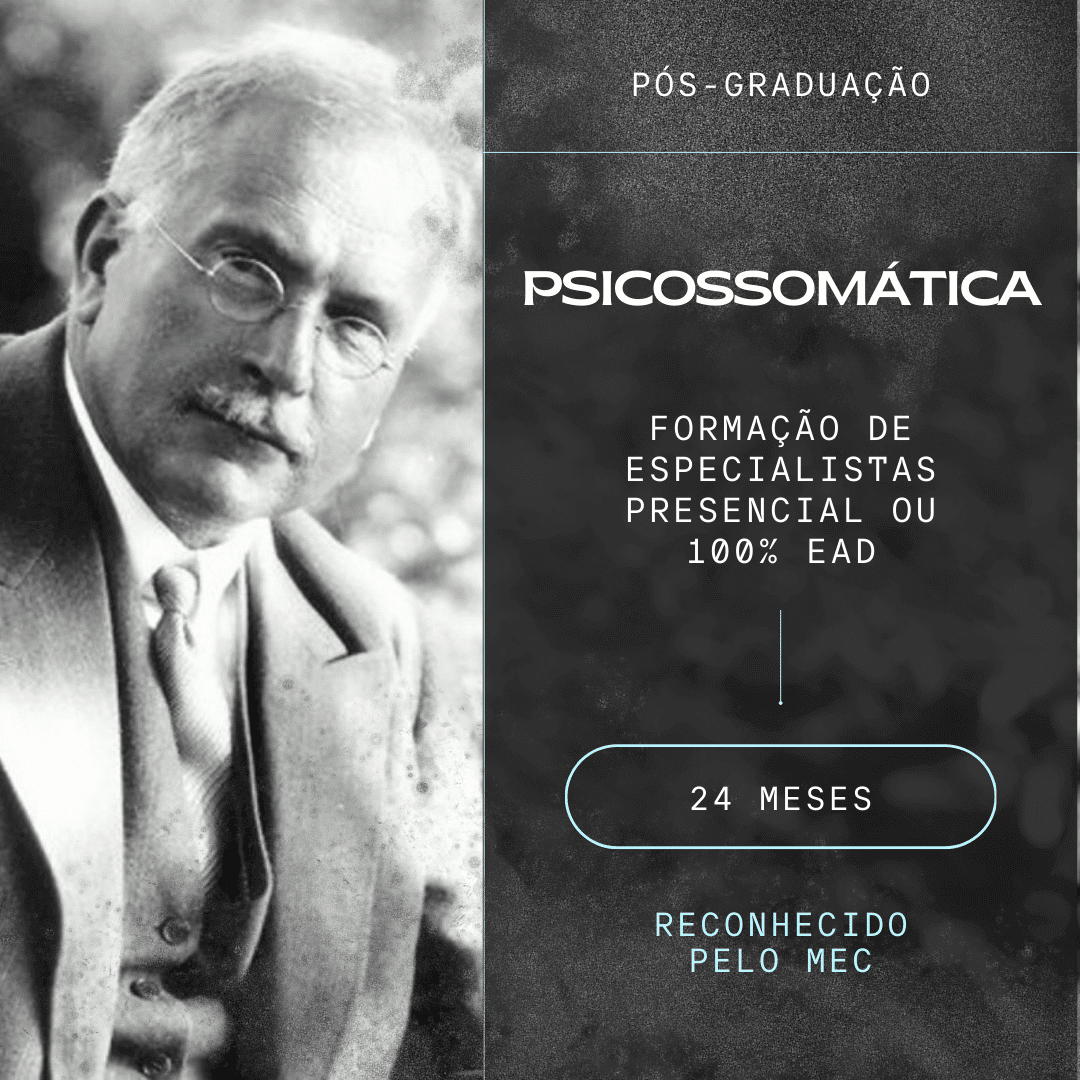 PÓS-GRADUAÇÃO
PSICOSSOMÁTICA
FORMAÇÃO DE
ESPECIALISTAS
PRESENCIAL OU
100% EAD
24 MESES
RECONHECIDO
PELO MEC